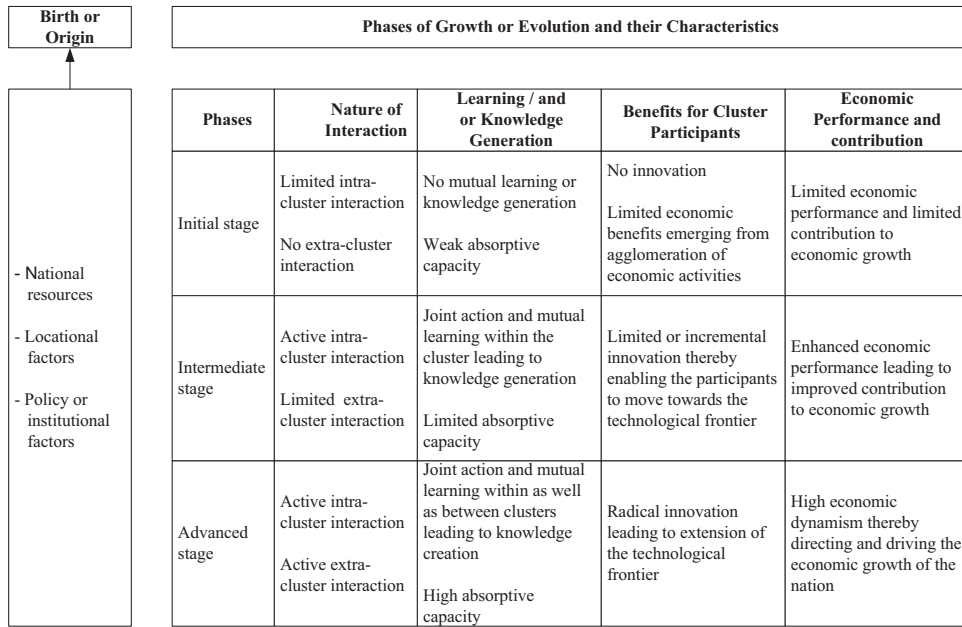 Birth or
Origin
Phases of Growth or Evolution and their Characteristics
- National
resources
- Locational
factors
- Policy or
institutional
factors
Phases
Nature of
Interaction
Learning / and
or Knowledge
Generation
Benefits for Cluster
Participants
Economic
Performance and
contribution
Initial stage
Limited intra-
cluster interaction
No extra-cluster
interaction
No mutual learning or
knowledge generation
Weak absorptive
capacity
No innovation
Limited economic
benefits emerging from
agglomeration of
economic activities
Limited economic
performance and limited
contribution to
economic growth
Intermediate
stage
Active intra-
cluster interaction
Limited extra-
cluster interaction
Joint action and mutual
learning within the
cluster leading to
knowledge generation
Limited absorptive
capacity
Limited or incremental
innovation thereby
enabling the participants
to move towards the
technological frontier
Enhanced economic
performance leading to
improved contribution
to economic growth
Advanced
stage
Active intra-
cluster interaction
Active extra-
cluster interaction
Joint action and mutual
learning within as well
as between clusters
leading to knowledge
creation
High absorptive
capacity
Radical innovation
leading to extension of
the technological
frontier
High economic
dynamism thereby
directing and driving the
economic growth of the
nation